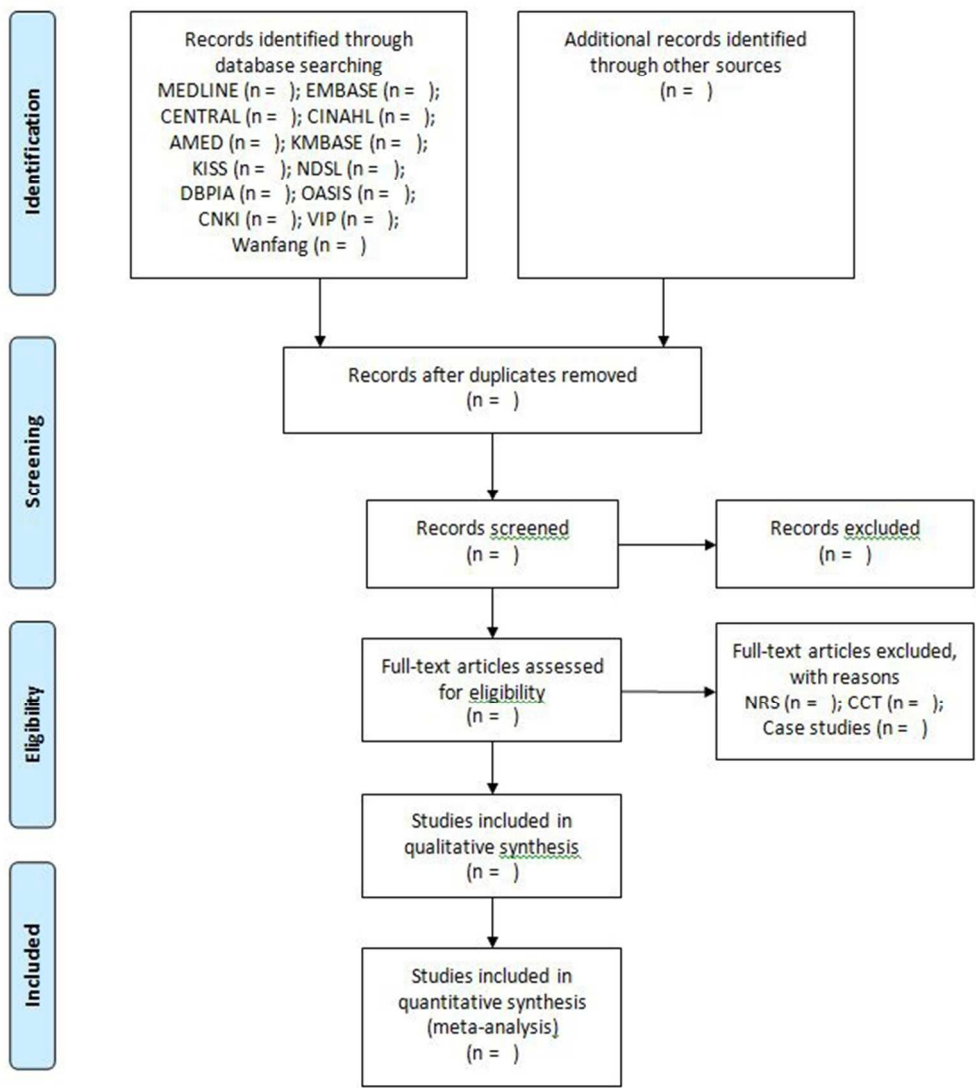 Identification
Records identified through
database searching
MEDLINE (n =   ); EMBASE (n =   );
CENTRAL (n =   ); CINAHL (n =   );
AMED (n =   ); KMBASE (n =   );
KISS (n =   ); NDSL (n =   );
DBPIA (n =   ); OASIS (n =   );
CNKI (n =   ); VIP (n =   );
Wanfang (n =   )
Additional records identified
through other sources
(n =   )
Screening
Records after duplicates removed
(n =   )
Records screened
(n =   )
Records excluded
(n =   )
Eligibility
Full-text articles assessed
for eligibility
(n =   )
Full-text articles excluded,
with reasons
NRS (n =   ); CCT (n =   );
Case studies (n =   )
Studies included in
qualitative synthesis
(n =   )
Included
Studies included in
quantitative synthesis
(meta-analysis)
(n =   )